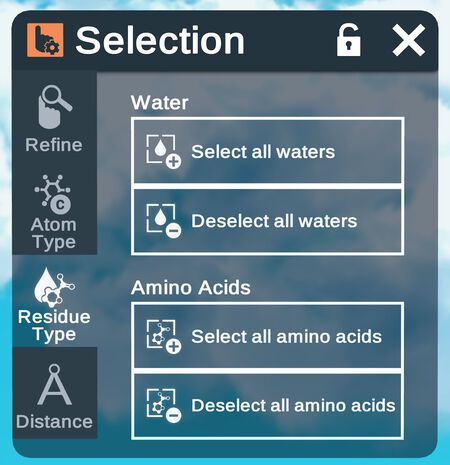 Selection
Refine
C
Atom
Type
Residue
Type
Distance
Water
Select all waters
Deselect all waters
Amino Acids
Select all amino acids
Deselect all amino acids